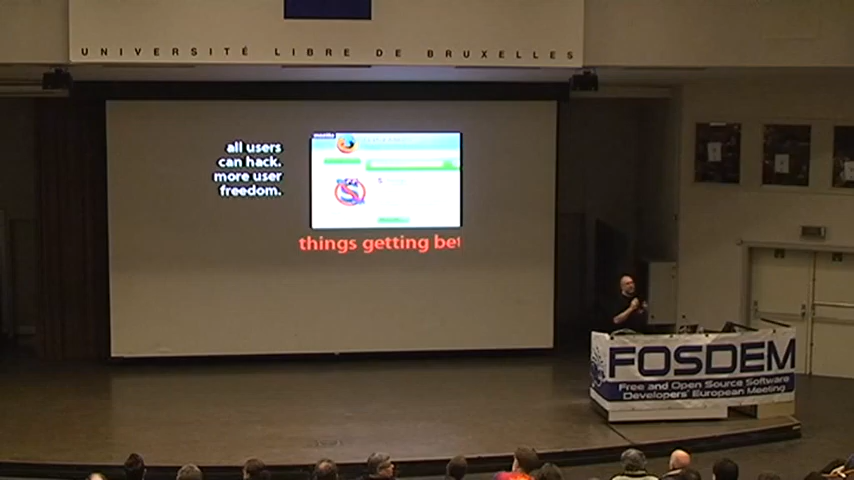 UNIVERSITÉ LIBRE DE BRUXELLES
all users
can hack.
more user
freedom.
mozilla
S
things getting bet
FOSDEM
Free and Open Source Software
Developers' European Meeting